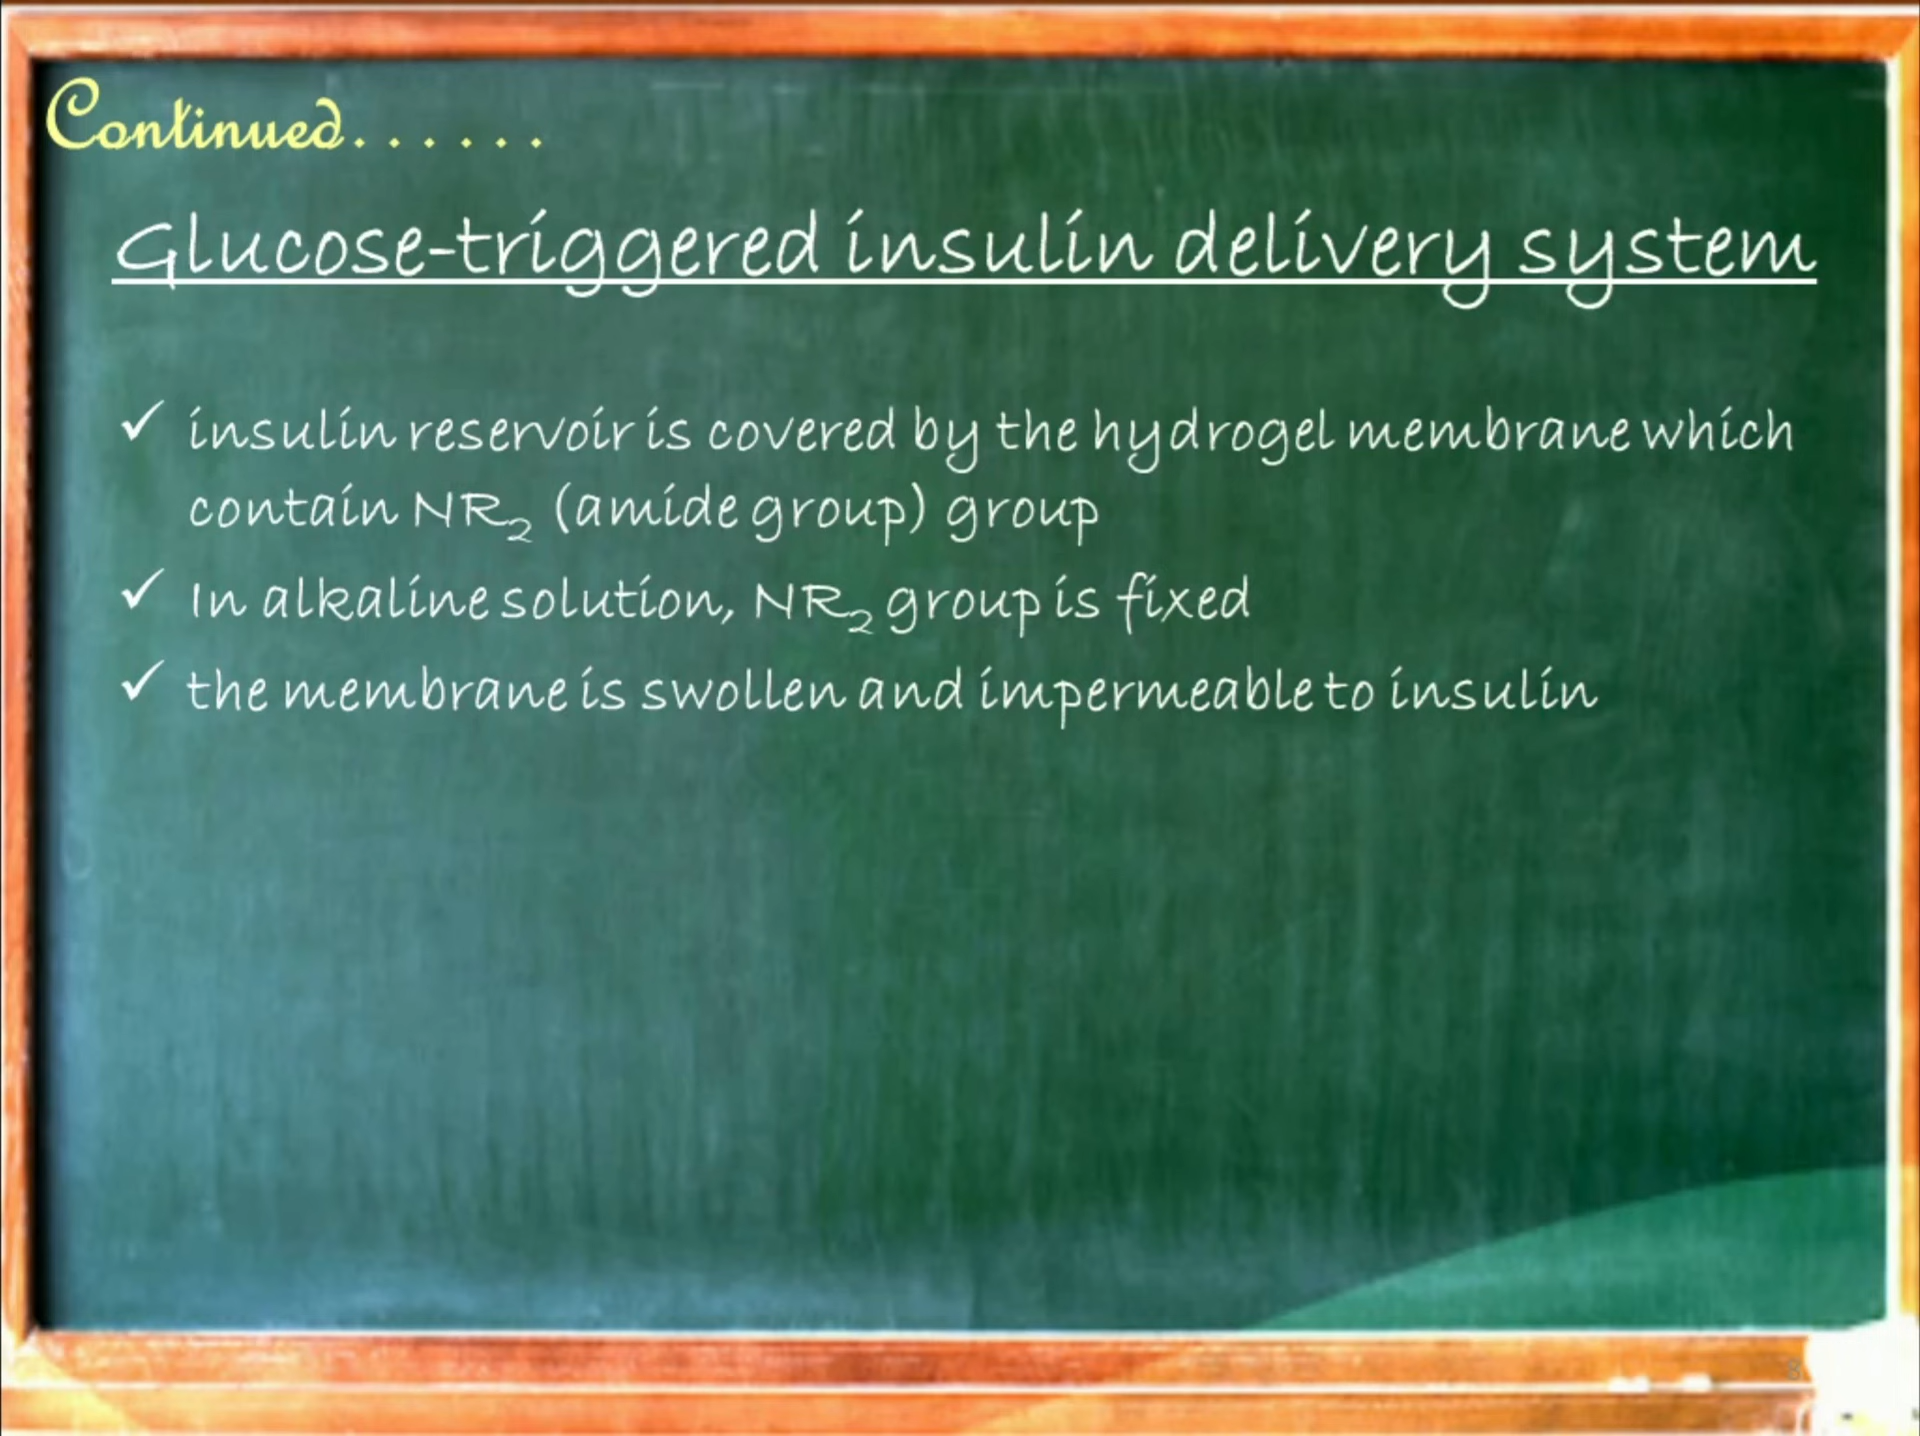 Continued......
Glucose-triggered insulin delivery system
✓ insulin reservoir is covered by the hydrogel membrane which
contain NR₂ (amide group) group
✓ In alkaline solution, NR₂ group is fixed
✓ the membrane is swollen and impermeable to insulin
8